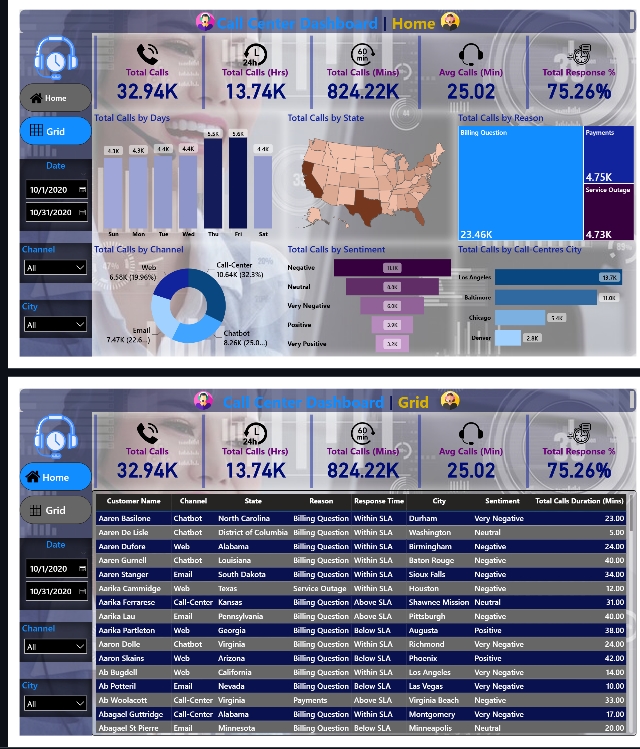 Call Center Dashboard | Home
24h
60 min
Total Calls
Total Calls (Hrs)
Total Calls (Mins)
Avg Calls (Min)
Total Response %
32.94K
13.74K
824.22K
25.02
75.26%
Home
Grid
Date
10/1/2020
10/31/2020
Channel
All
City
All
Total Calls by Days
4.3K 4.4K 4.4K 5.5K 5.6K 4.4K
Sun Mon Tue Wed Thu Fri Sat
Total Calls by State
Total Calls by Reason
Billing Question
23.46K
Payments
4.75K
Service Outage
4.73K
Total Calls by Channel
Call-Center
10.64K (32.3%)
Web
6.58K (19.96%)
Email
7.47K (22.6...)
Chatbot
8.26K (25.0...)
Total Calls by Sentiment
Negative 11.1K
Neutral
Very Negative 6.0K
Positive
Very Positive 3.2K
Total Calls by Call-Centres City
Los Angeles 13.7K
Baltimore 11.0K
Chicago 5.4K
Denver 2.8K
Call Center Dashboard | Grid
24h
60 min
Total Calls
Total Calls (Hrs)
Total Calls (Mins)
Avg Calls (Min)
Total Response %
32.94K
13.74K
824.22K
25.02
75.26%
Home
Grid
Date
10/1/2020
10/31/2020
Channel
All
City
All
Customer Name Channel State Reason Response Time City Sentiment Total Calls Duration (Mins)
Aaren Basilone Chatbot North Carolina Billing Question Within SLA Durham Very Negative 23.00
Aaren De Lisle Chatbot District of Columbia Billing Question Within SLA Washington Neutral 5.00
Aaren Dufore Web Alabama Billing Question Within SLA Birmingham Negative 24.00
Aaren Gumell Chatbot Louisiana Billing Question Within SLA Baton Rouge Negative 40.00
Aaren Stanger Email South Dakota Billing Question Within SLA Sioux Falls Negative 34.00
Aarika Cammidge Web Texas Service Outage Within SLA Houston Negative 12.00
Aarika Ferrarese Call-Center Kansas Billing Question Above SLA Shawnee Mission Neutral 31.00
Aarika Lau Email Pennsylvania Billing Question Above SLA Pittsburgh Negative 40.00
Aarika Partleton Web Georgia Billing Question Below SLA Augusta Positive 38.00
Aaron Dolle Chatbot Virginia Billing Question Within SLA Richmond Very Negative 24.00
Aaron Skains Web Arizona Billing Question Below SLA Phoenix Positive 42.00
Ab Bugdell Web California Billing Question Within SLA Los Angeles Very Negative 14.00
Ab Potteril Email Nevada Billing Question Below SLA Las Vegas Very Negative 10.00
Ab Woolacott Call-Center Virginia Payments Above SLA Virginia Beach Negative 33.00
Abagael Guttridge Call-Center Alabama Billing Question Within SLA Montgomery Very Negative 17.00
Abagael St Pierre Email Minnesota Billing Question Below SLA Minneapolis Neutral 20.00